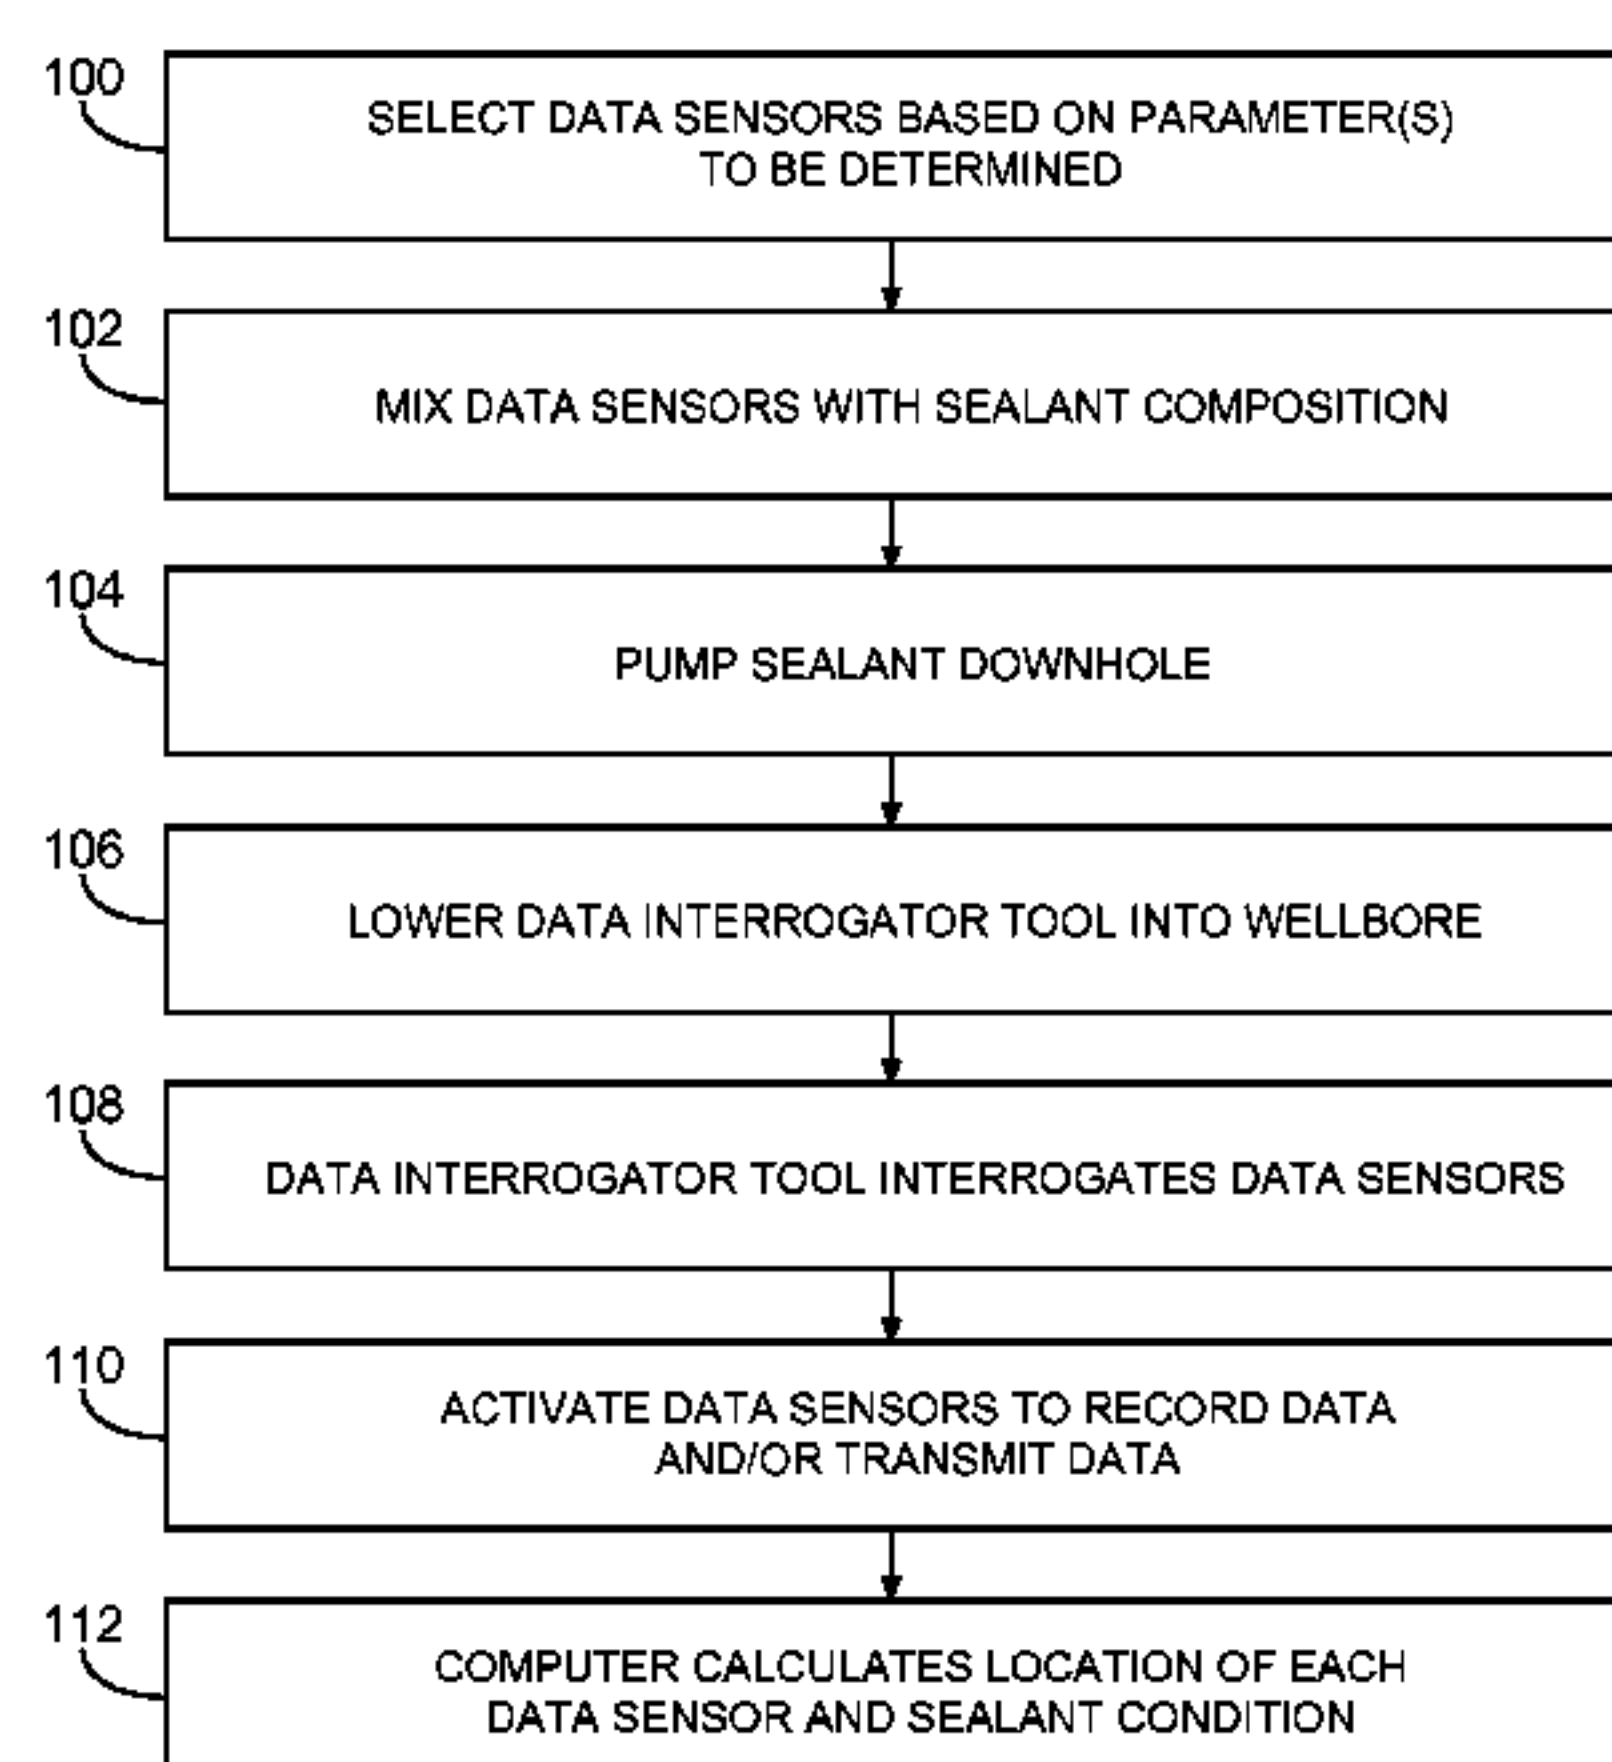 100
SELECT DATA SENSORS BASED ON PARAMETER(S)
TO BE DETERMINED
102
MIX DATA SENSORS WITH SEALANT COMPOSITION
104
PUMP SEALANT DOWNHOLE
106
LOWER DATA INTERROGATOR TOOL INTO WELLBORE
108
DATA INTERROGATOR TOOL INTERROGATES DATA SENSORS
110
ACTIVATE DATA SENSORS TO RECORD DATA
AND/OR TRANSMIT DATA
112
COMPUTER CALCULATES LOCATION OF EACH
DATA SENSOR AND SEALANT CONDITION